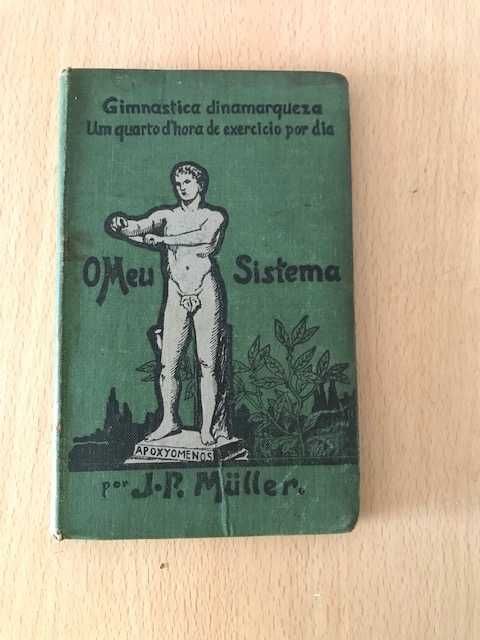 Gimnastica dinamarqueza
Um quarto d'hora de exercicio por dia
O Meu Sistema
APOXYOMENOS
por J.P. Müller.